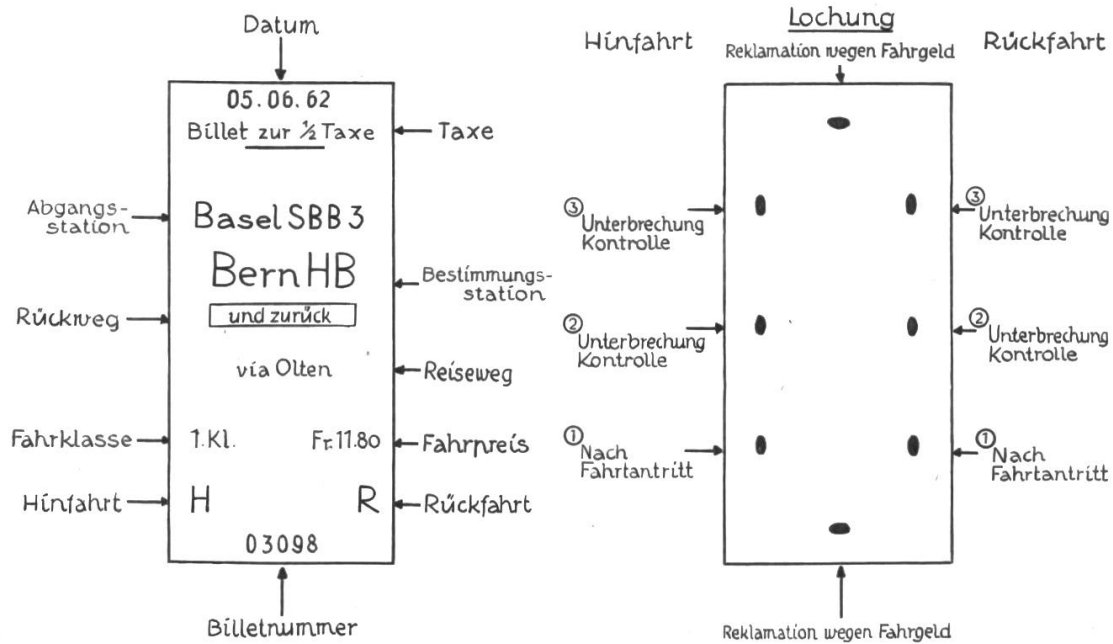 Datum
05.06.62
Billet zur ½ Taxe
Taxe
Abgangs-
station
Basel SBB 3
Bern HB
Bestimmungs-
station
Rückweg
und zurück
via Olten
Reiseweg
Fahrklasse
1.Kl.
Fr. 11.80
Fahrpreis
Hinfahrt
H
R
Rückfahrt
03098
Billetnummer
Lochung
Hinfahrt
Reklamation wegen Fahrgeld
Rückfahrt
③ Unterbrechung
Kontrolle
③ Unterbrechung
Kontrolle
② Unterbrechung
Kontrolle
② Unterbrechung
Kontrolle
① Nach
Fahrtantritt
① Nach
Fahrtantritt
Reklamation wegen Fahrgeld